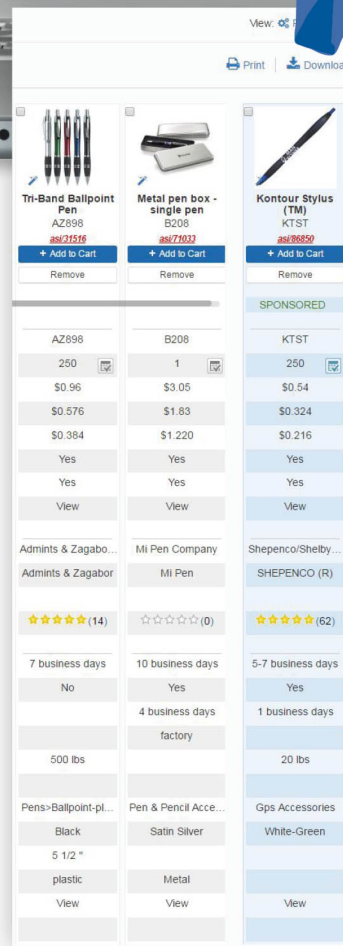 View:
Print | Downloa
Tri-Band Ballpoint
Pen
AZ898
asi/31516
+ Add to Cart
Remove
Metal pen box -
single pen
B208
asi/71033
+ Add to Cart
Remove
Kontour Stylus
(TM)
KTST
asi/86850
+ Add to Cart
Remove
SPONSORED
AZ898 B208 KTST
250 1 250
$0.96 $3.05 $0.54
$0.576 $1.83 $0.324
$0.384 $1.220 $0.216
Yes Yes Yes
Yes Yes Yes
View View View
Admints & Zagabo... Mi Pen Company Shepenco/Shelby...
Admints & Zagabor Mi Pen SHEPENCO (R)
(14) (0) (62)
7 business days 10 business days 5-7 business days
No Yes Yes
4 business days 1 business days
factory
500 lbs 20 lbs
Pens>Ballpoint-pl... Pen & Pencil Acce... Gps Accessories
Black Satin Silver White-Green
5 1/2 "
plastic Metal
View View View